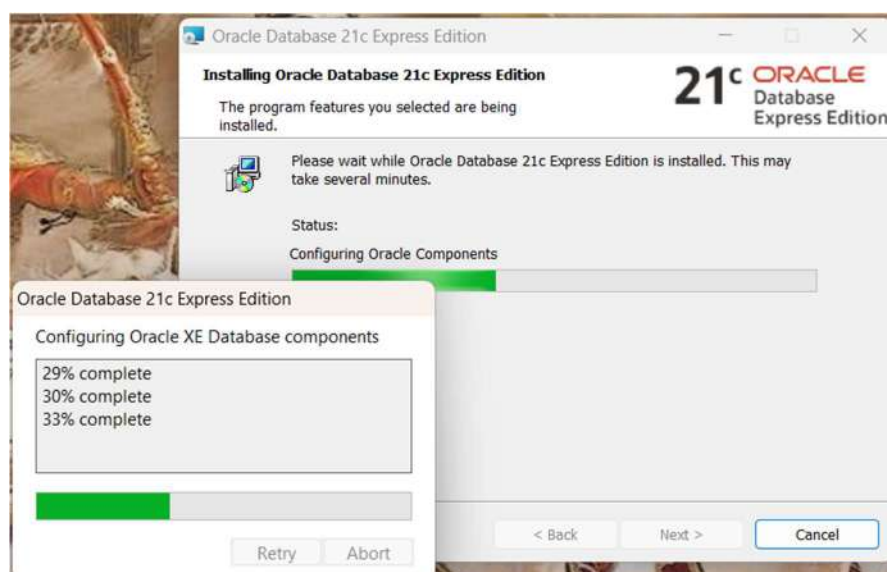 Oracle Database 21c Express Edition
Installing Oracle Database 21c Express Edition
The program features you selected are being
installed.
21c ORACLE
Database
Express Edition
Please wait while Oracle Database 21c Express Edition is installed. This may
take several minutes.
Status:
Configuring Oracle Components
Oracle Database 21c Express Edition
Configuring Oracle XE Database components
29% complete
30% complete
33% complete
Retry Abort
< Back Next > Cancel